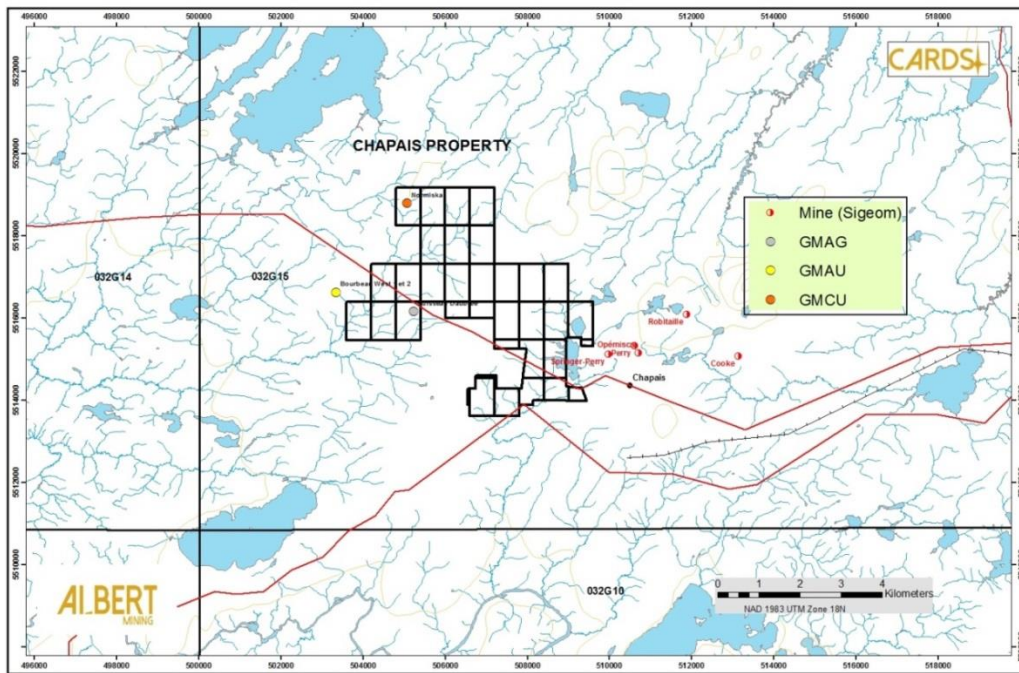 496000 498000 500000 502000 504000 506000 508000 510000 512000 514000 516000 518000
CARDS
5522000
5520000
5518000
5516000
5514000
5512000
5510000
CHAPAIS PROPERTY
Mine (Sigeom)
GMAG
GMAU
GMCU
032G14
032G15
Bourbeau West
Robitaille
Opémisca
Perry
Springer-Perry
Cooke
Chapais
032G10
ALBERT
MINING
0 1 2 3 4
Kilometers
NAD 1983 UTM Zone 18N
496000 498000 500000 502000 504000 506000 508000 510000 512000 514000 516000 518000